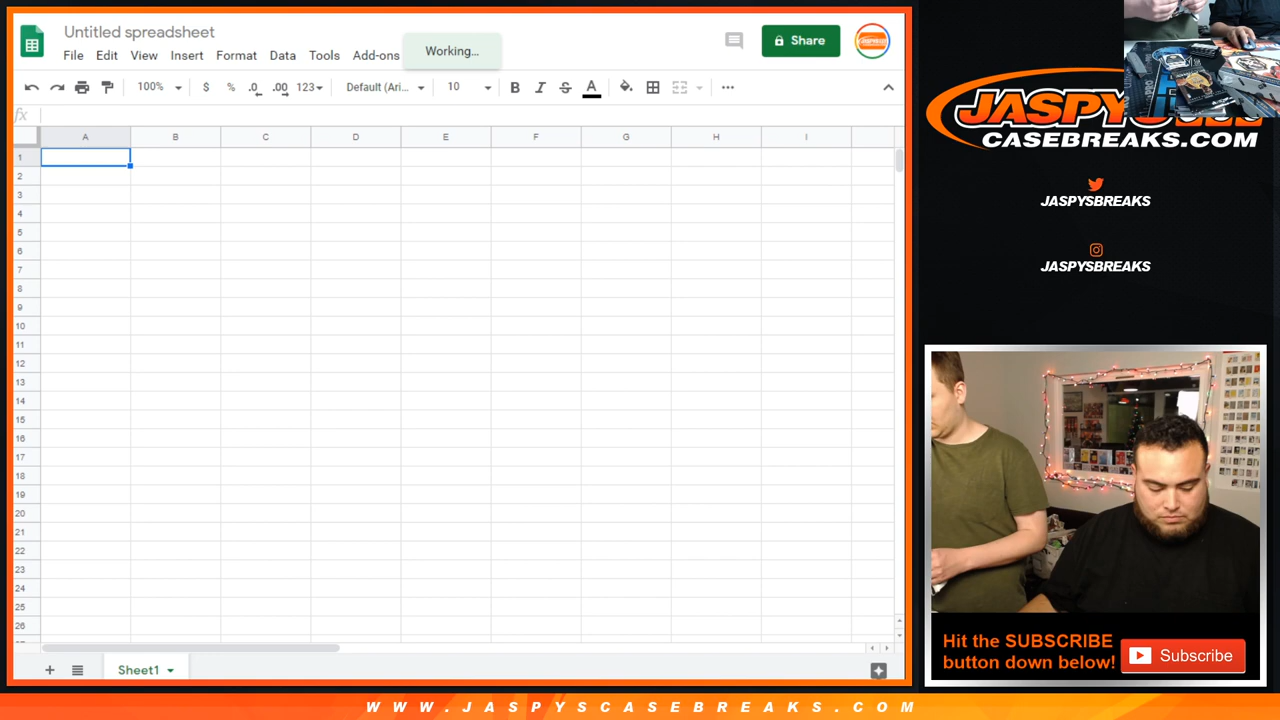 Untitled spreadsheet
File Edit View Insert Format Data Tools Add-ons
Working...
Share
100% $ % .0 .00 123 Default (Ari... 10 B I S A
fx
A B C D E F G H I
1
2
3
4
5
6
7
8
9
10
11
12
13
14
15
16
17
18
19
20
21
22
23
24
25
26
Sheet1
CASEBREAKS.COM
JASPYSBREAKS
JASPYSBREAKS
Hit the SUBSCRIBE
button down below!
Subscribe
WWW.JASPYSCASEBREAKS.COM